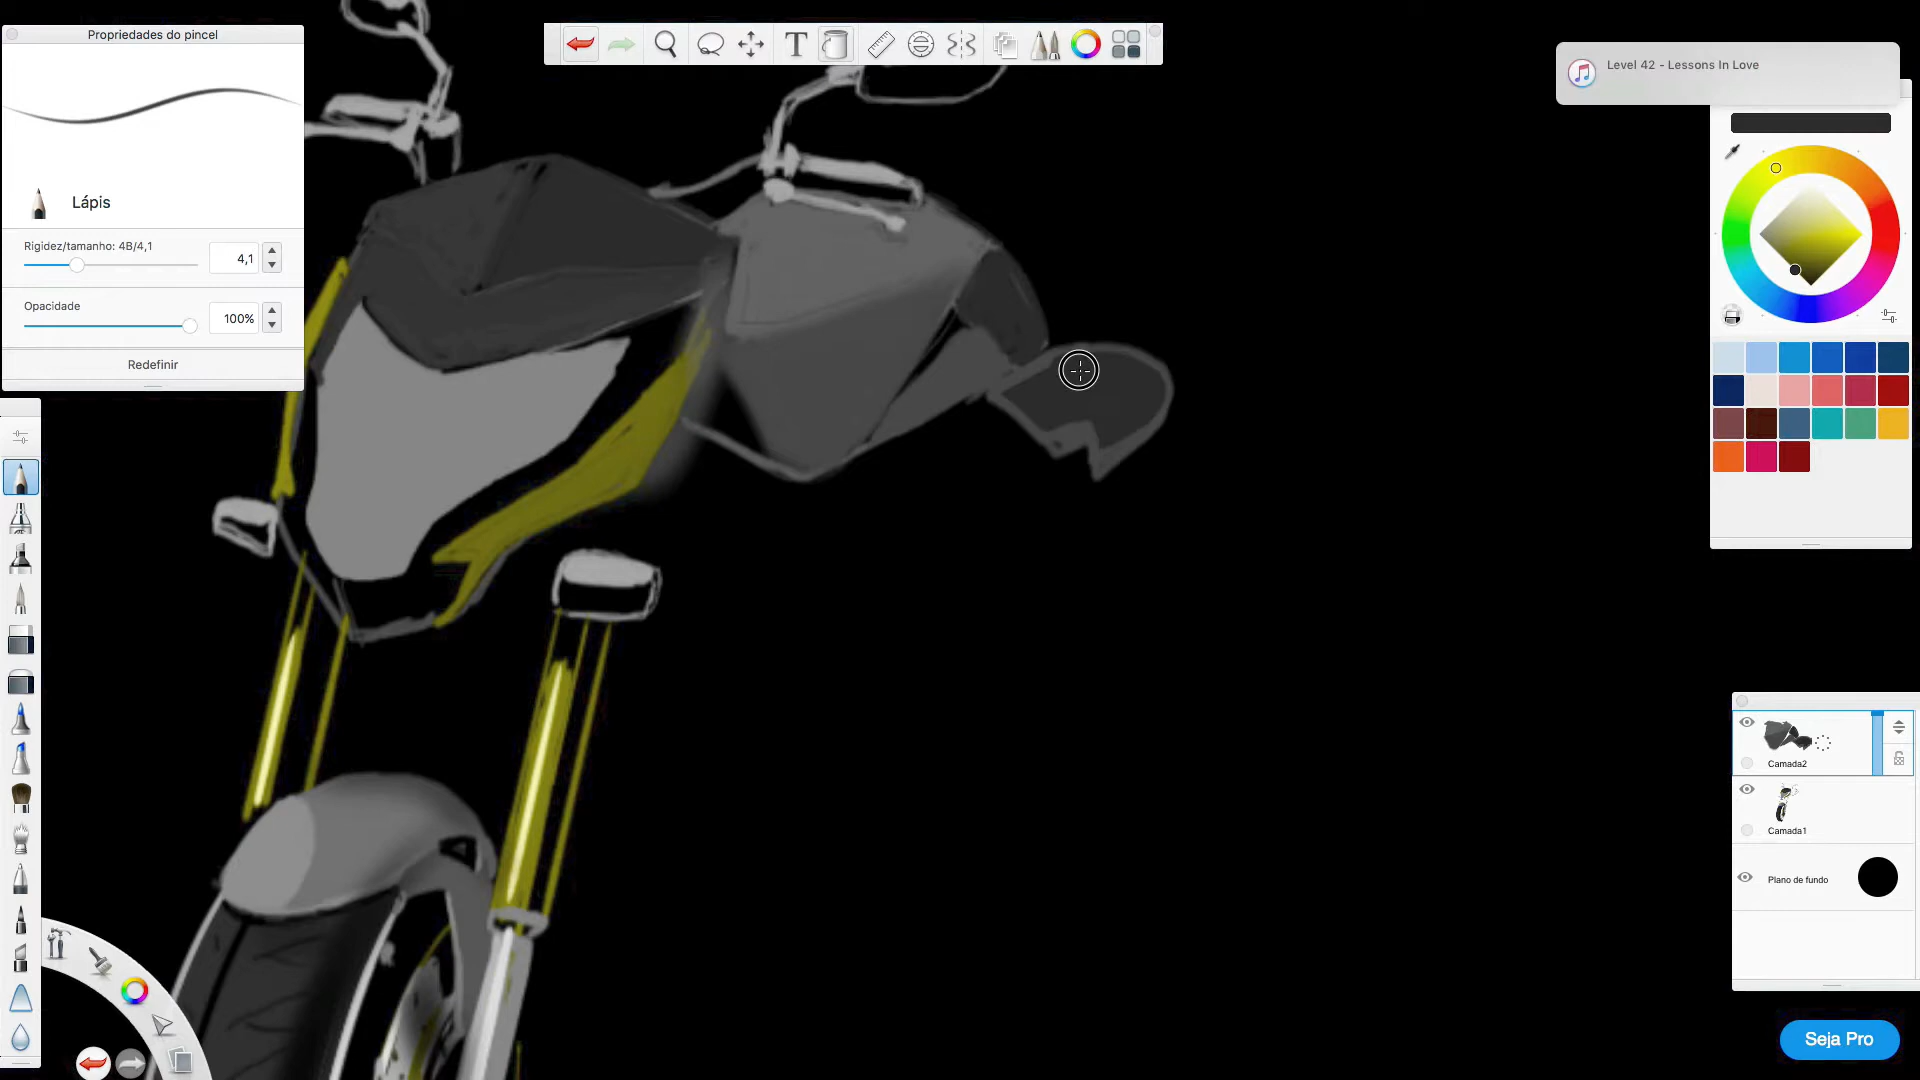 Propriedades do pincel
Level 42 - Lessons In Love
T
Lápis
Rigidez/tamanho: 4B/4,1
4,1
Opacidade
100%
Redefinir
Camada2
Camada1
Plano de fundo
Seja Pro